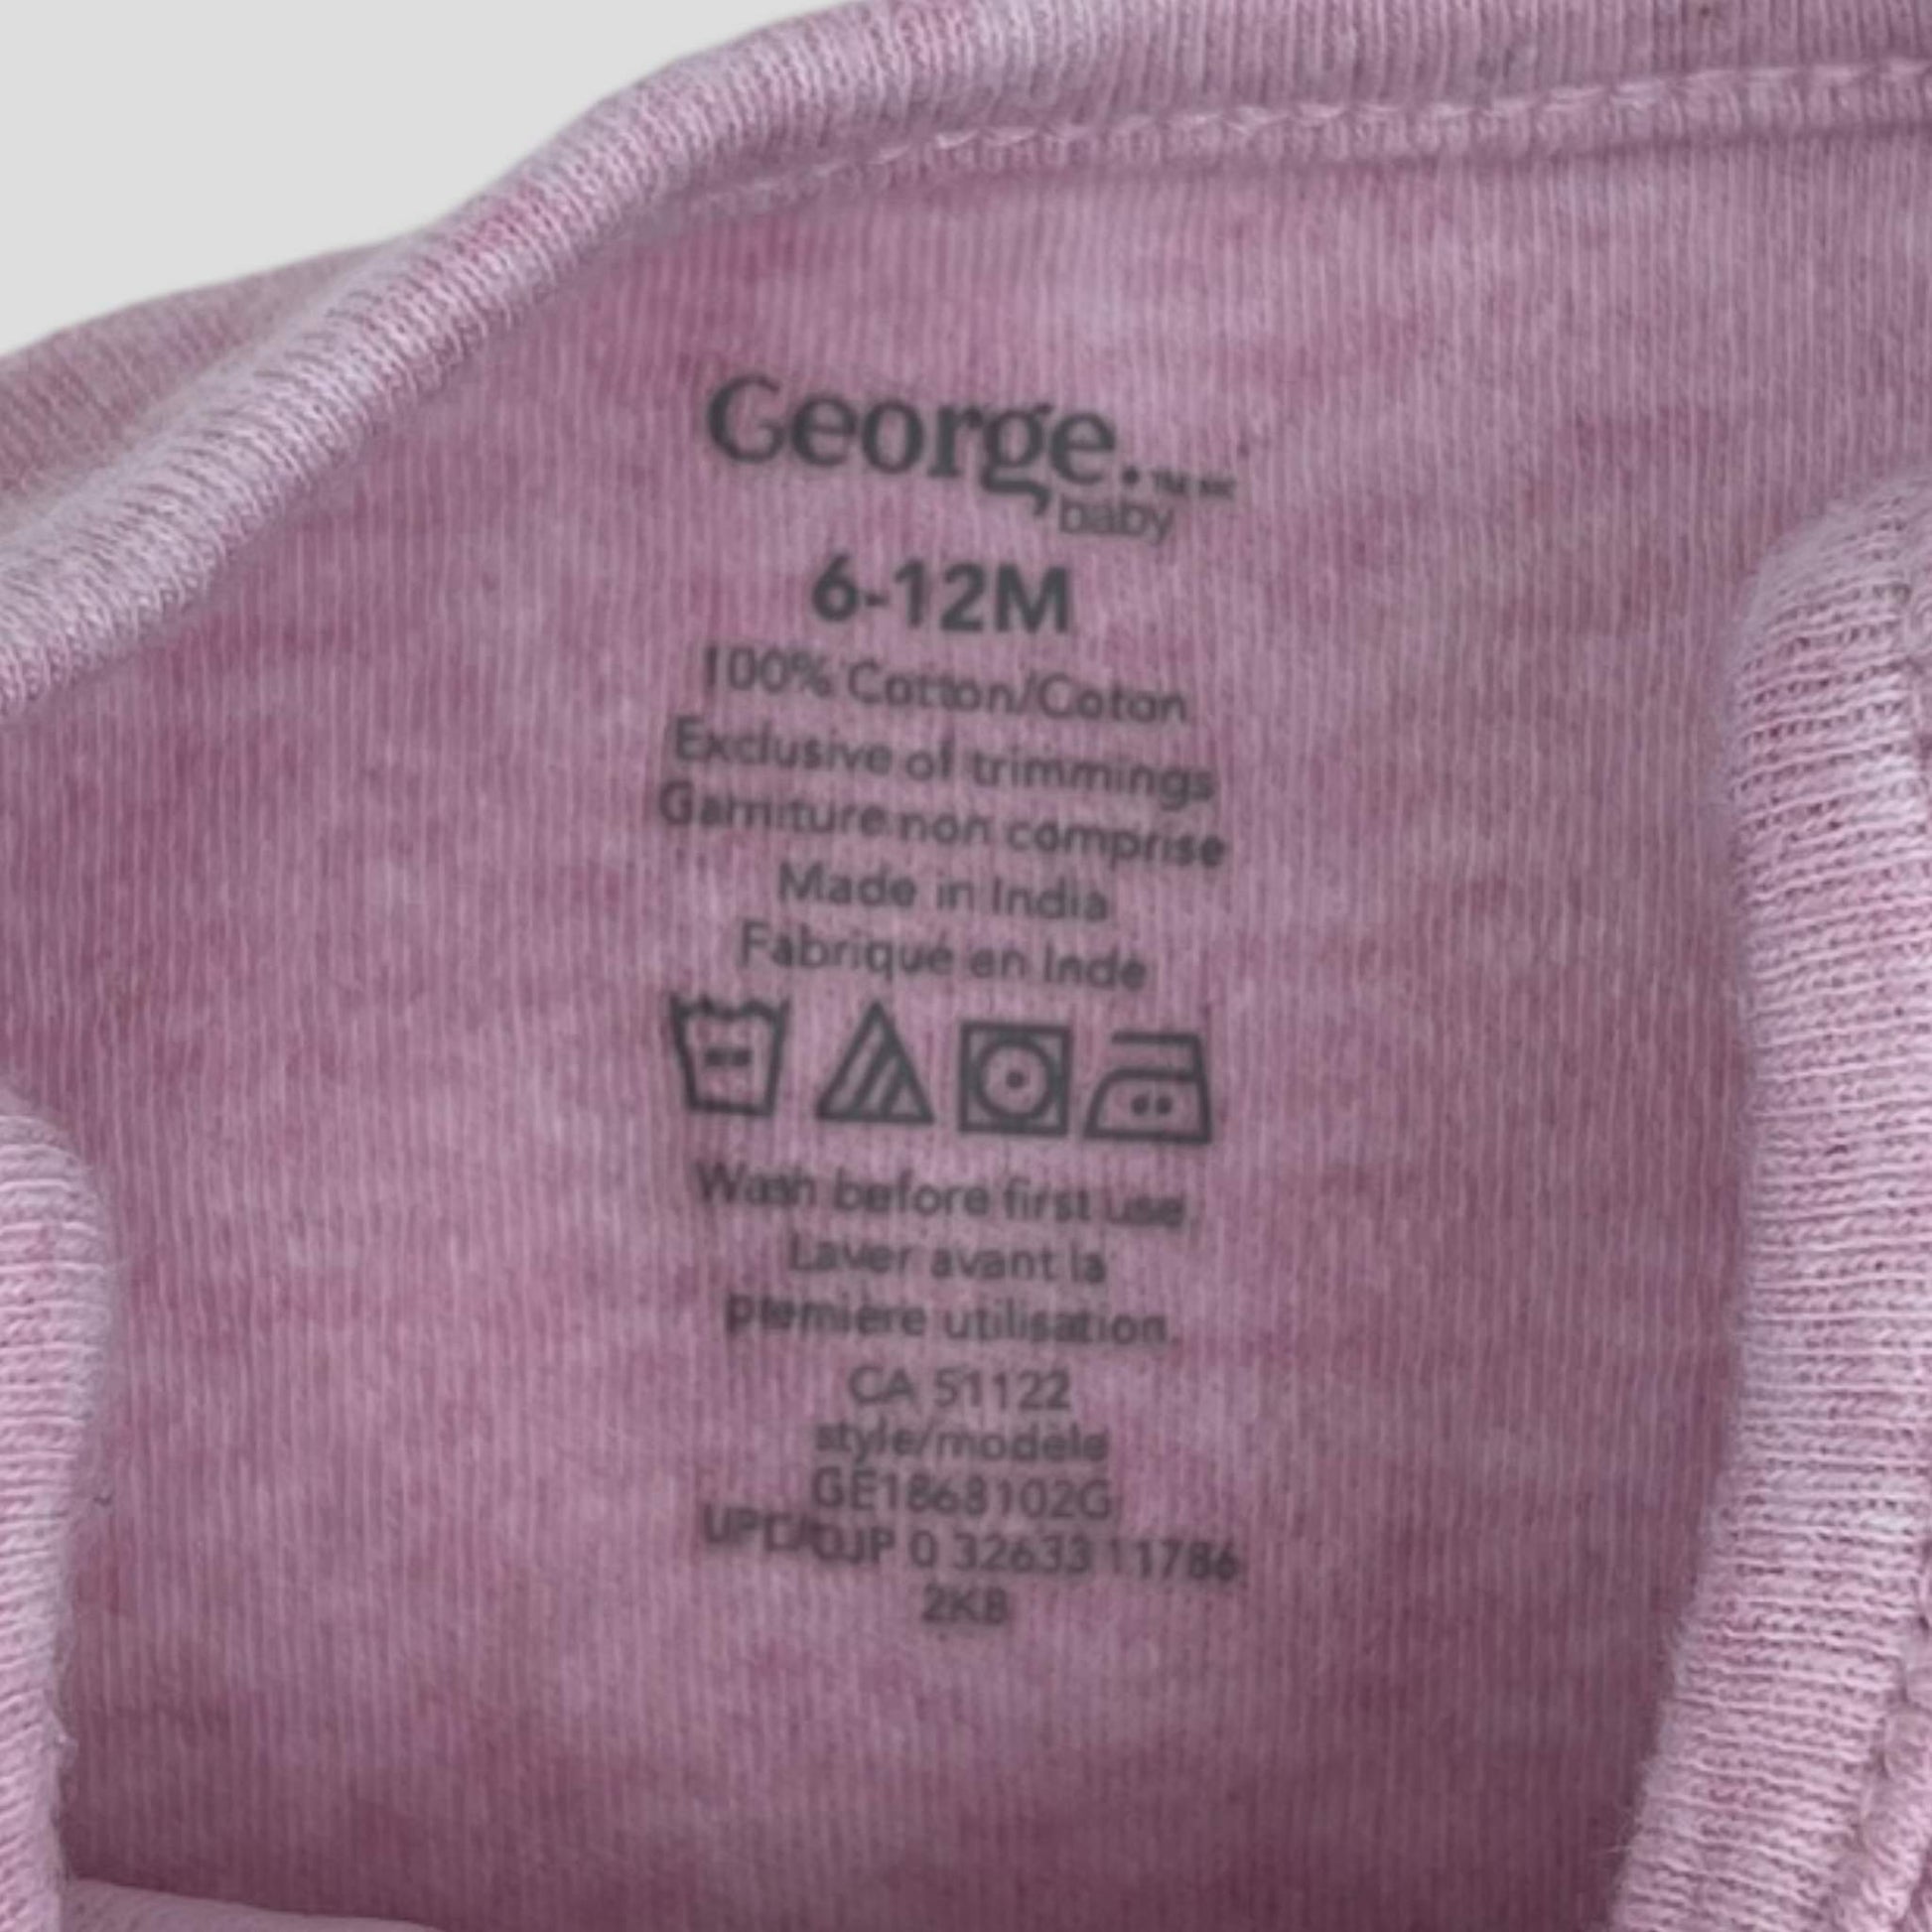 George.™ MC
baby
6-12M
100% Cotton/Coton
Exclusive of trimmings
Garniture non comprise
Made in India
Fabriqué en Inde
Wash before first use.
Laver avant la
première utilisation.
CA 51122
style/modèle
GE1868102G
UPC/CUP 0 32633 11786
2KB